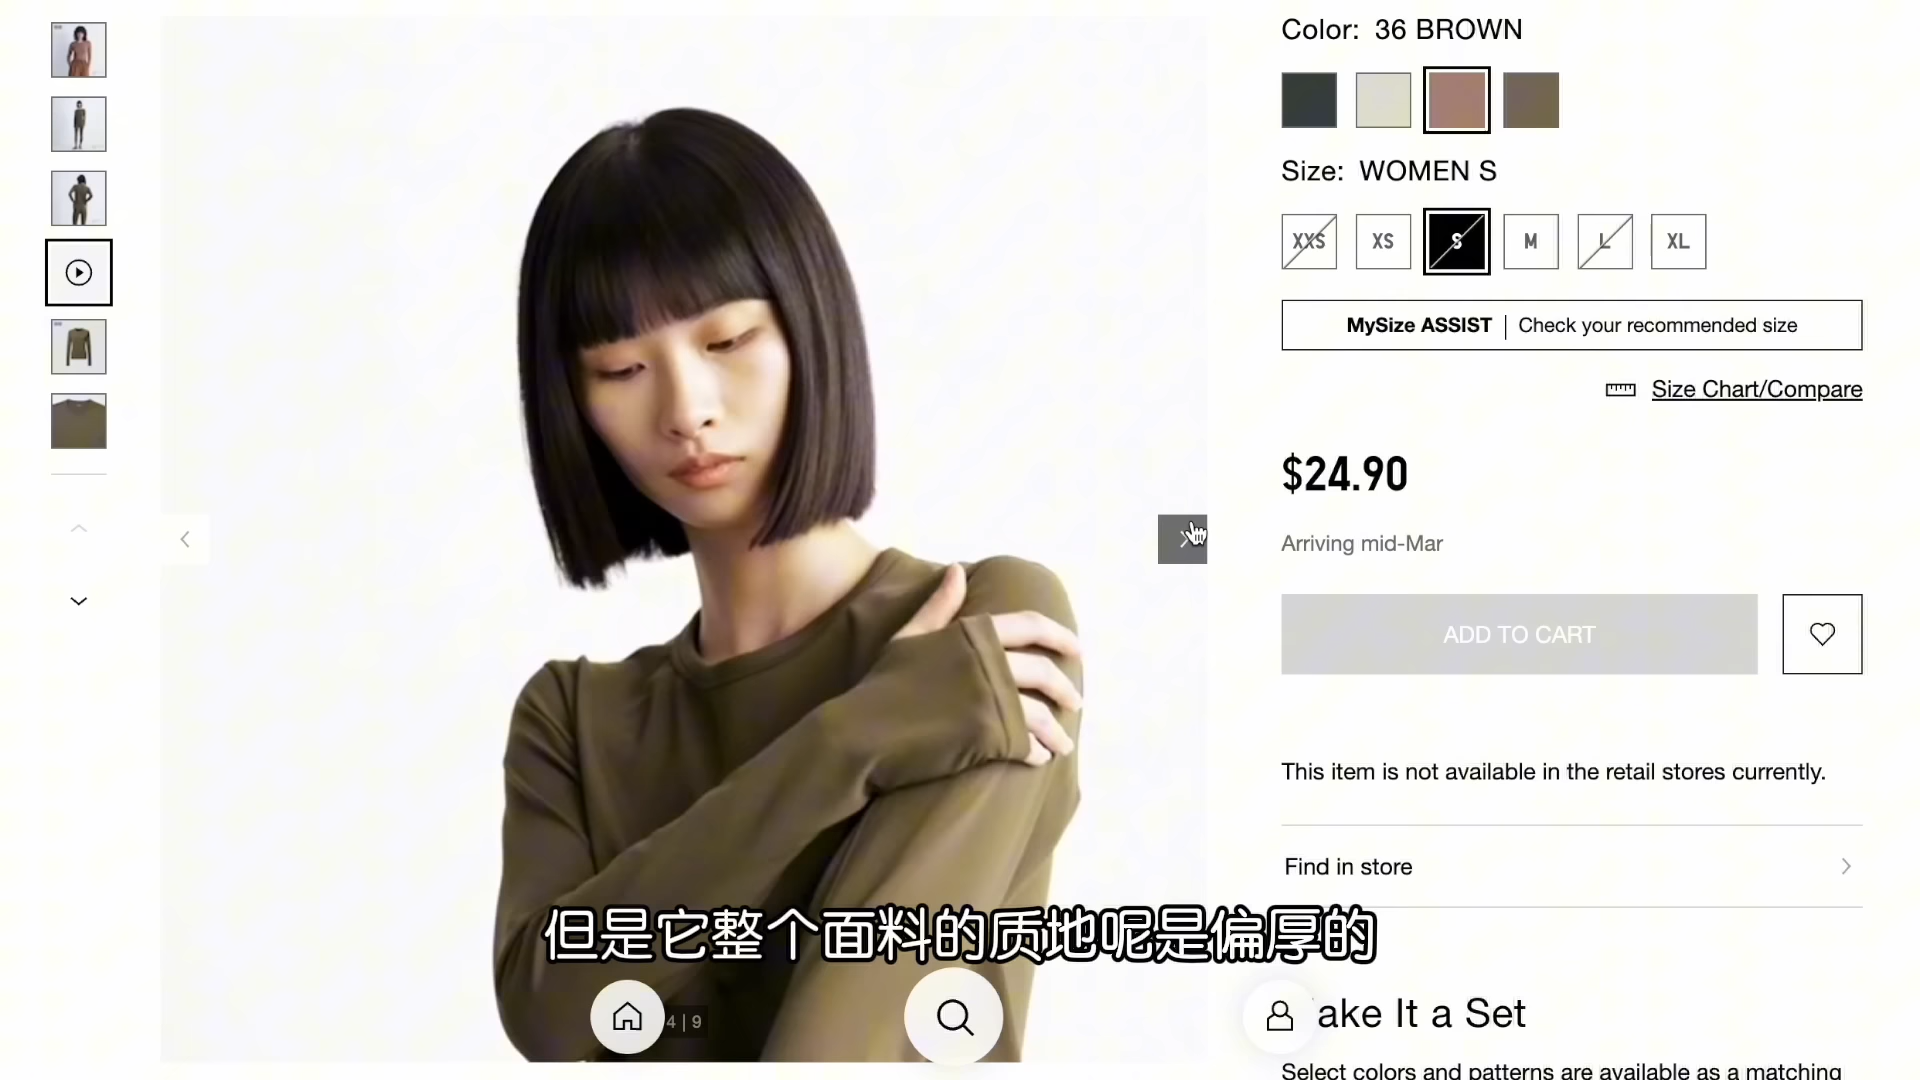 Color: 36 BROWN
Size: WOMEN S
XXS XS S M L XL
MySize ASSIST | Check your recommended size
Size Chart/Compare
$24.90
Arriving mid-Mar
ADD TO CART
This item is not available in the retail stores currently.
Find in store
但是它整个面料的质地呢是偏厚的
4 | 9
ake It a Set
Select colors and patterns are available as a matching